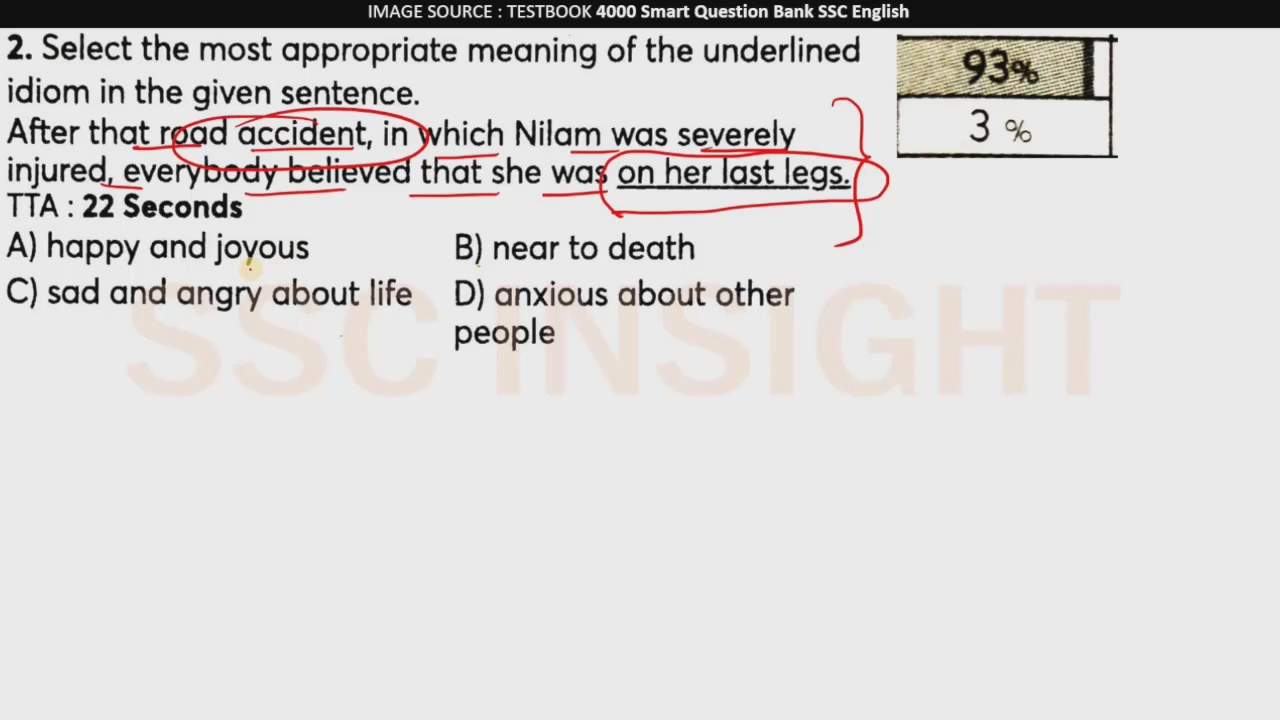 IMAGE SOURCE : TESTBOOK 4000 Smart Question Bank SSC English
2. Select the most appropriate meaning of the underlined
idiom in the given sentence.
After that road accident, in which Nilam was severely
injured, everybody believed that she was on her last legs.
TTA : 22 Seconds
A) happy and joyous
B) near to death
C) sad and angry about life
D) anxious about other
people
93%
3 %
SSC INSIGHT